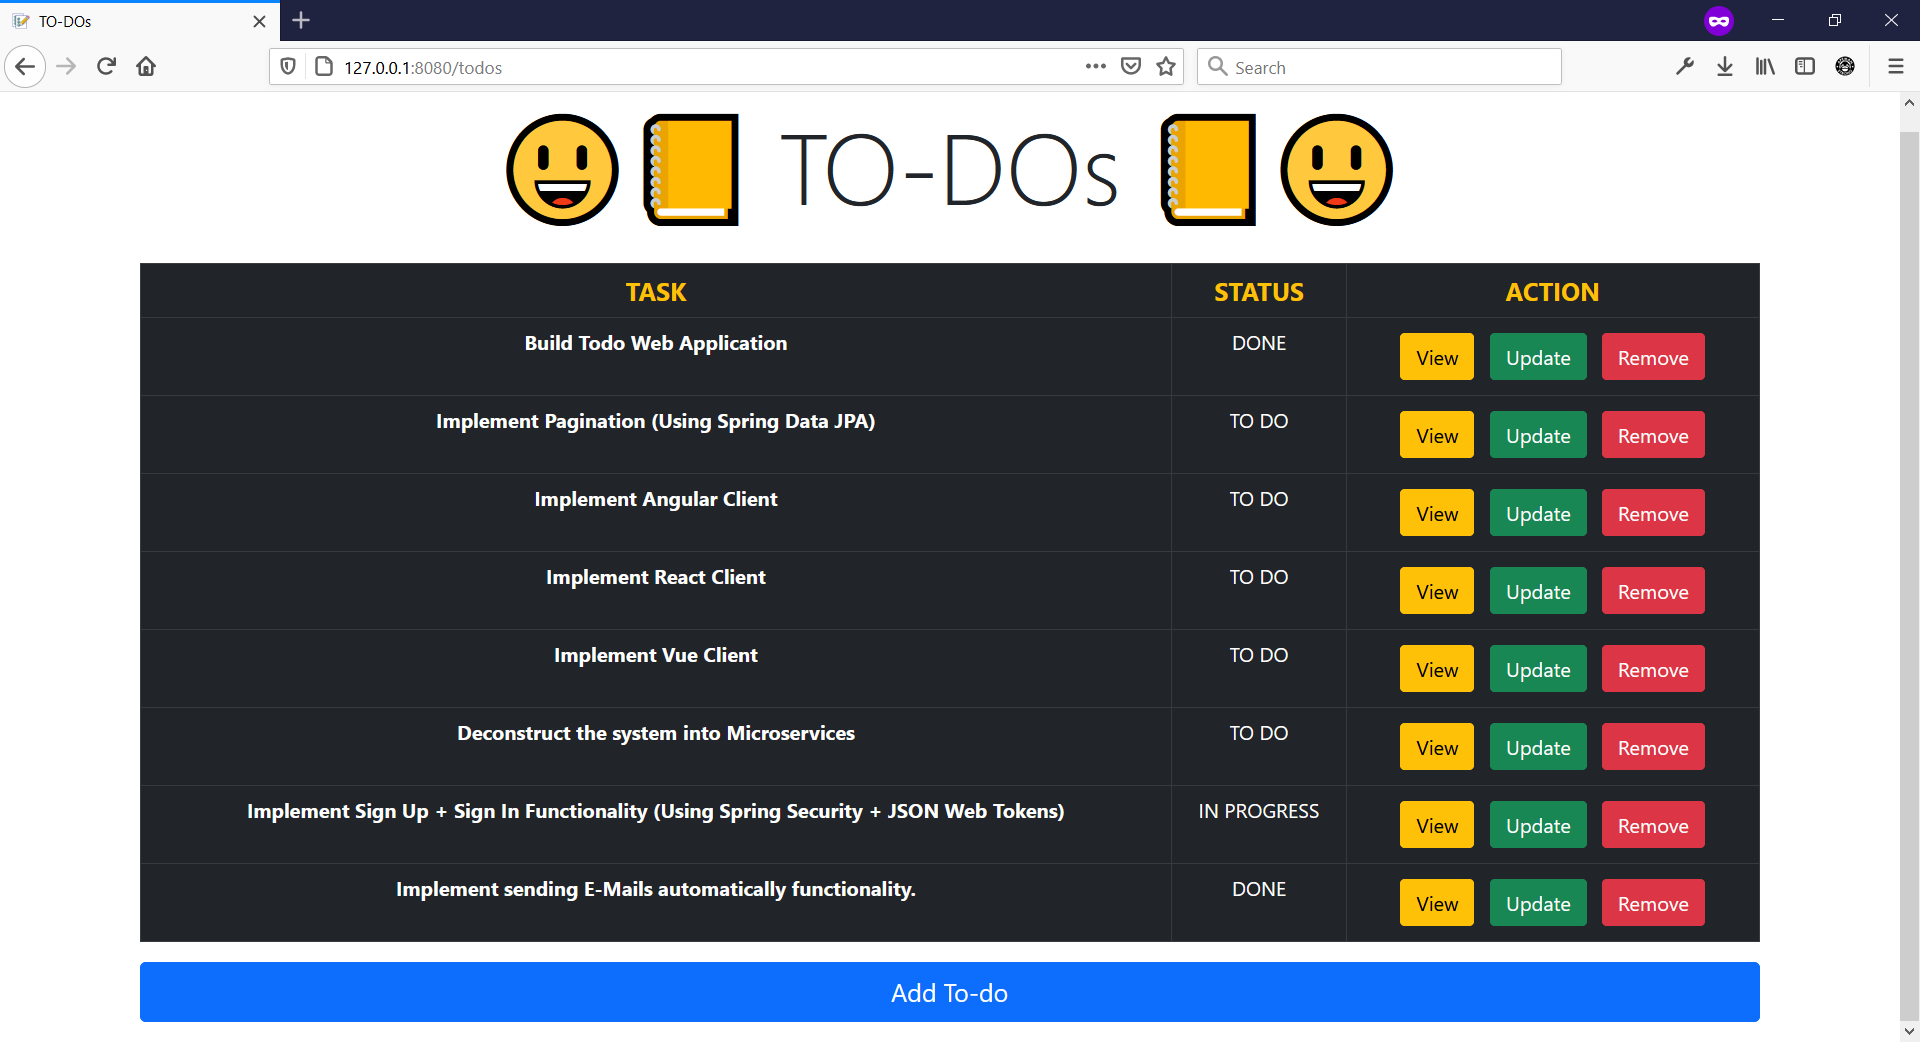 TO-DOs
127.0.0.1:8080/todos
Search
TO-DOs
TASK STATUS ACTION
Build Todo Web Application DONE View Update Remove
Implement Pagination (Using Spring Data JPA) TO DO View Update Remove
Implement Angular Client TO DO View Update Remove
Implement React Client TO DO View Update Remove
Implement Vue Client TO DO View Update Remove
Deconstruct the system into Microservices TO DO View Update Remove
Implement Sign Up + Sign In Functionality (Using Spring Security + JSON Web Tokens) IN PROGRESS View Update Remove
Implement sending E-Mails automatically functionality. DONE View Update Remove
Add To-do